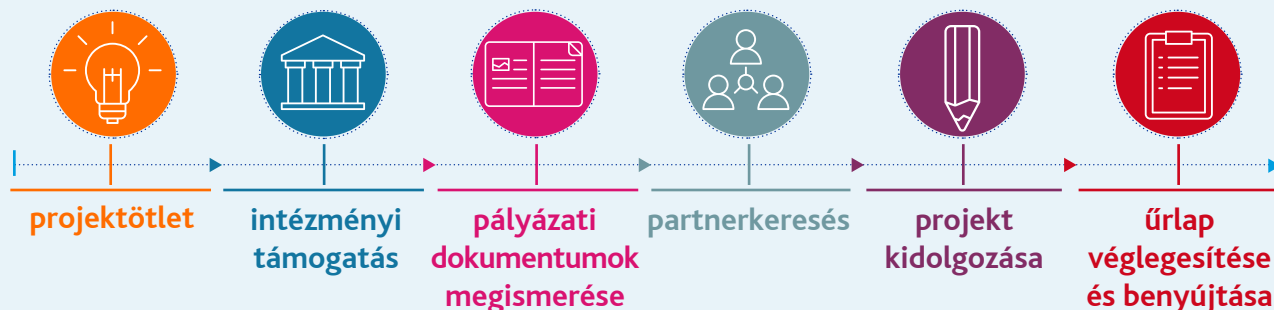 projektötlet
intézményi
támogatás
pályázati
dokumentumok
megismerése
partnerkeresés
projekt
kidolgozása
űrlap
véglegesítése
és benyújtása